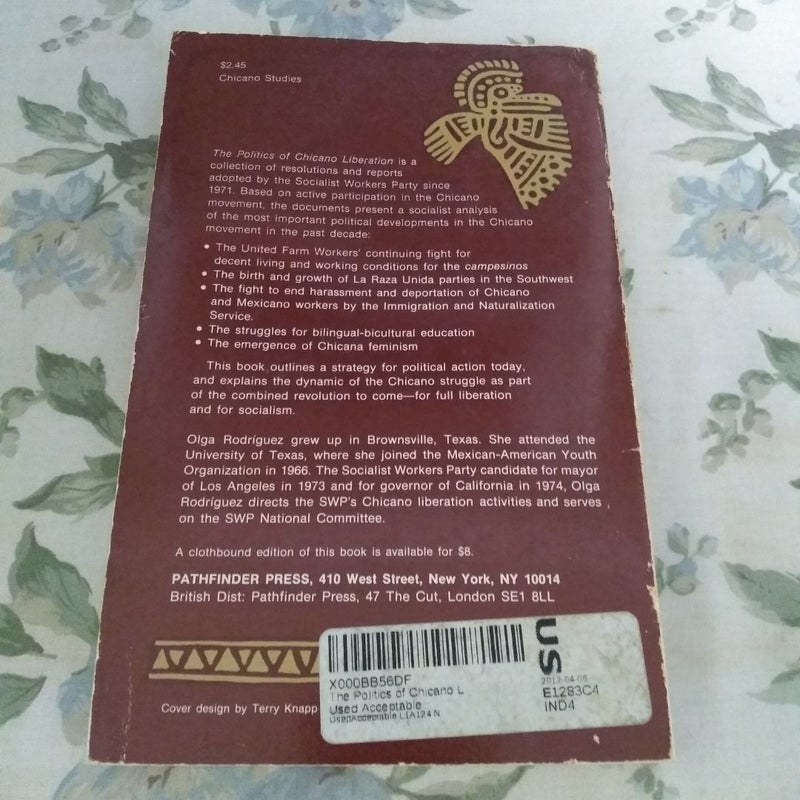 $2.45
Chicano Studies
The Politics of Chicano Liberation is a
collection of resolutions and reports
adopted by the Socialist Workers Party since
1971. Based on active participation in the Chicano
movement, the documents present a socialist analysis
of the most important political developments in the Chicano
movement in the past decade:
• The United Farm Workers' continuing fight for
decent living and working conditions for the campesinos
• The birth and growth of La Raza Unida parties in the Southwest
• The fight to end harassment and deportation of Chicano
and Mexicano workers by the Immigration and Naturalization
Service.
• The struggles for bilingual-bicultural education
• The emergence of Chicana feminism
This book outlines a strategy for political action today,
and explains the dynamic of the Chicano struggle as part
of the combined revolution to come—for full liberation
and for socialism.
Olga Rodríguez grew up in Brownsville, Texas. She attended the
University of Texas, where she joined the Mexican-American Youth
Organization in 1966. The Socialist Workers Party candidate for mayor
of Los Angeles in 1973 and for governor of California in 1974, Olga
Rodríguez directs the SWP's Chicano liberation activities and serves
on the SWP National Committee.
A clothbound edition of this book is available for $8.
PATHFINDER PRESS, 410 West Street, New York, NY 10014
British Dist: Pathfinder Press, 47 The Cut, London SE1 8LL
Cover design by Terry Knapp
X000BB56DF
The Politics of Chicano L
Used Acceptable
UsedAcceptable
US
E1283C4
IND4